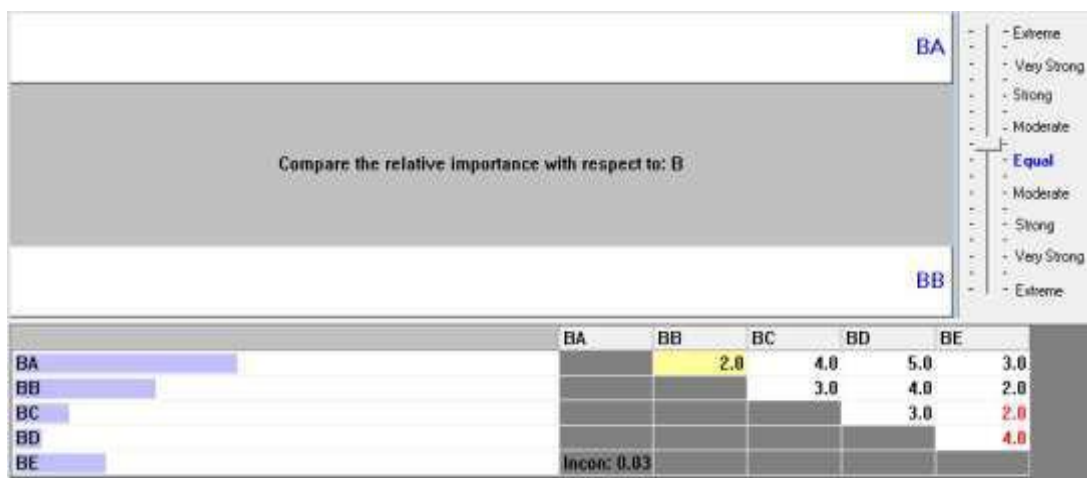 BA
Extreme
Very Strong
Strong
Moderate
Compare the relative importance with respect to: B
Equal
Moderate
Strong
Very Strong
BB
Extreme
BA BB BC BD BE
BA 2.0 4.0 5.0 3.0
BB 3.0 4.0 2.0
BC 3.0 2.0
BD 4.0
BE Incon: 0.03